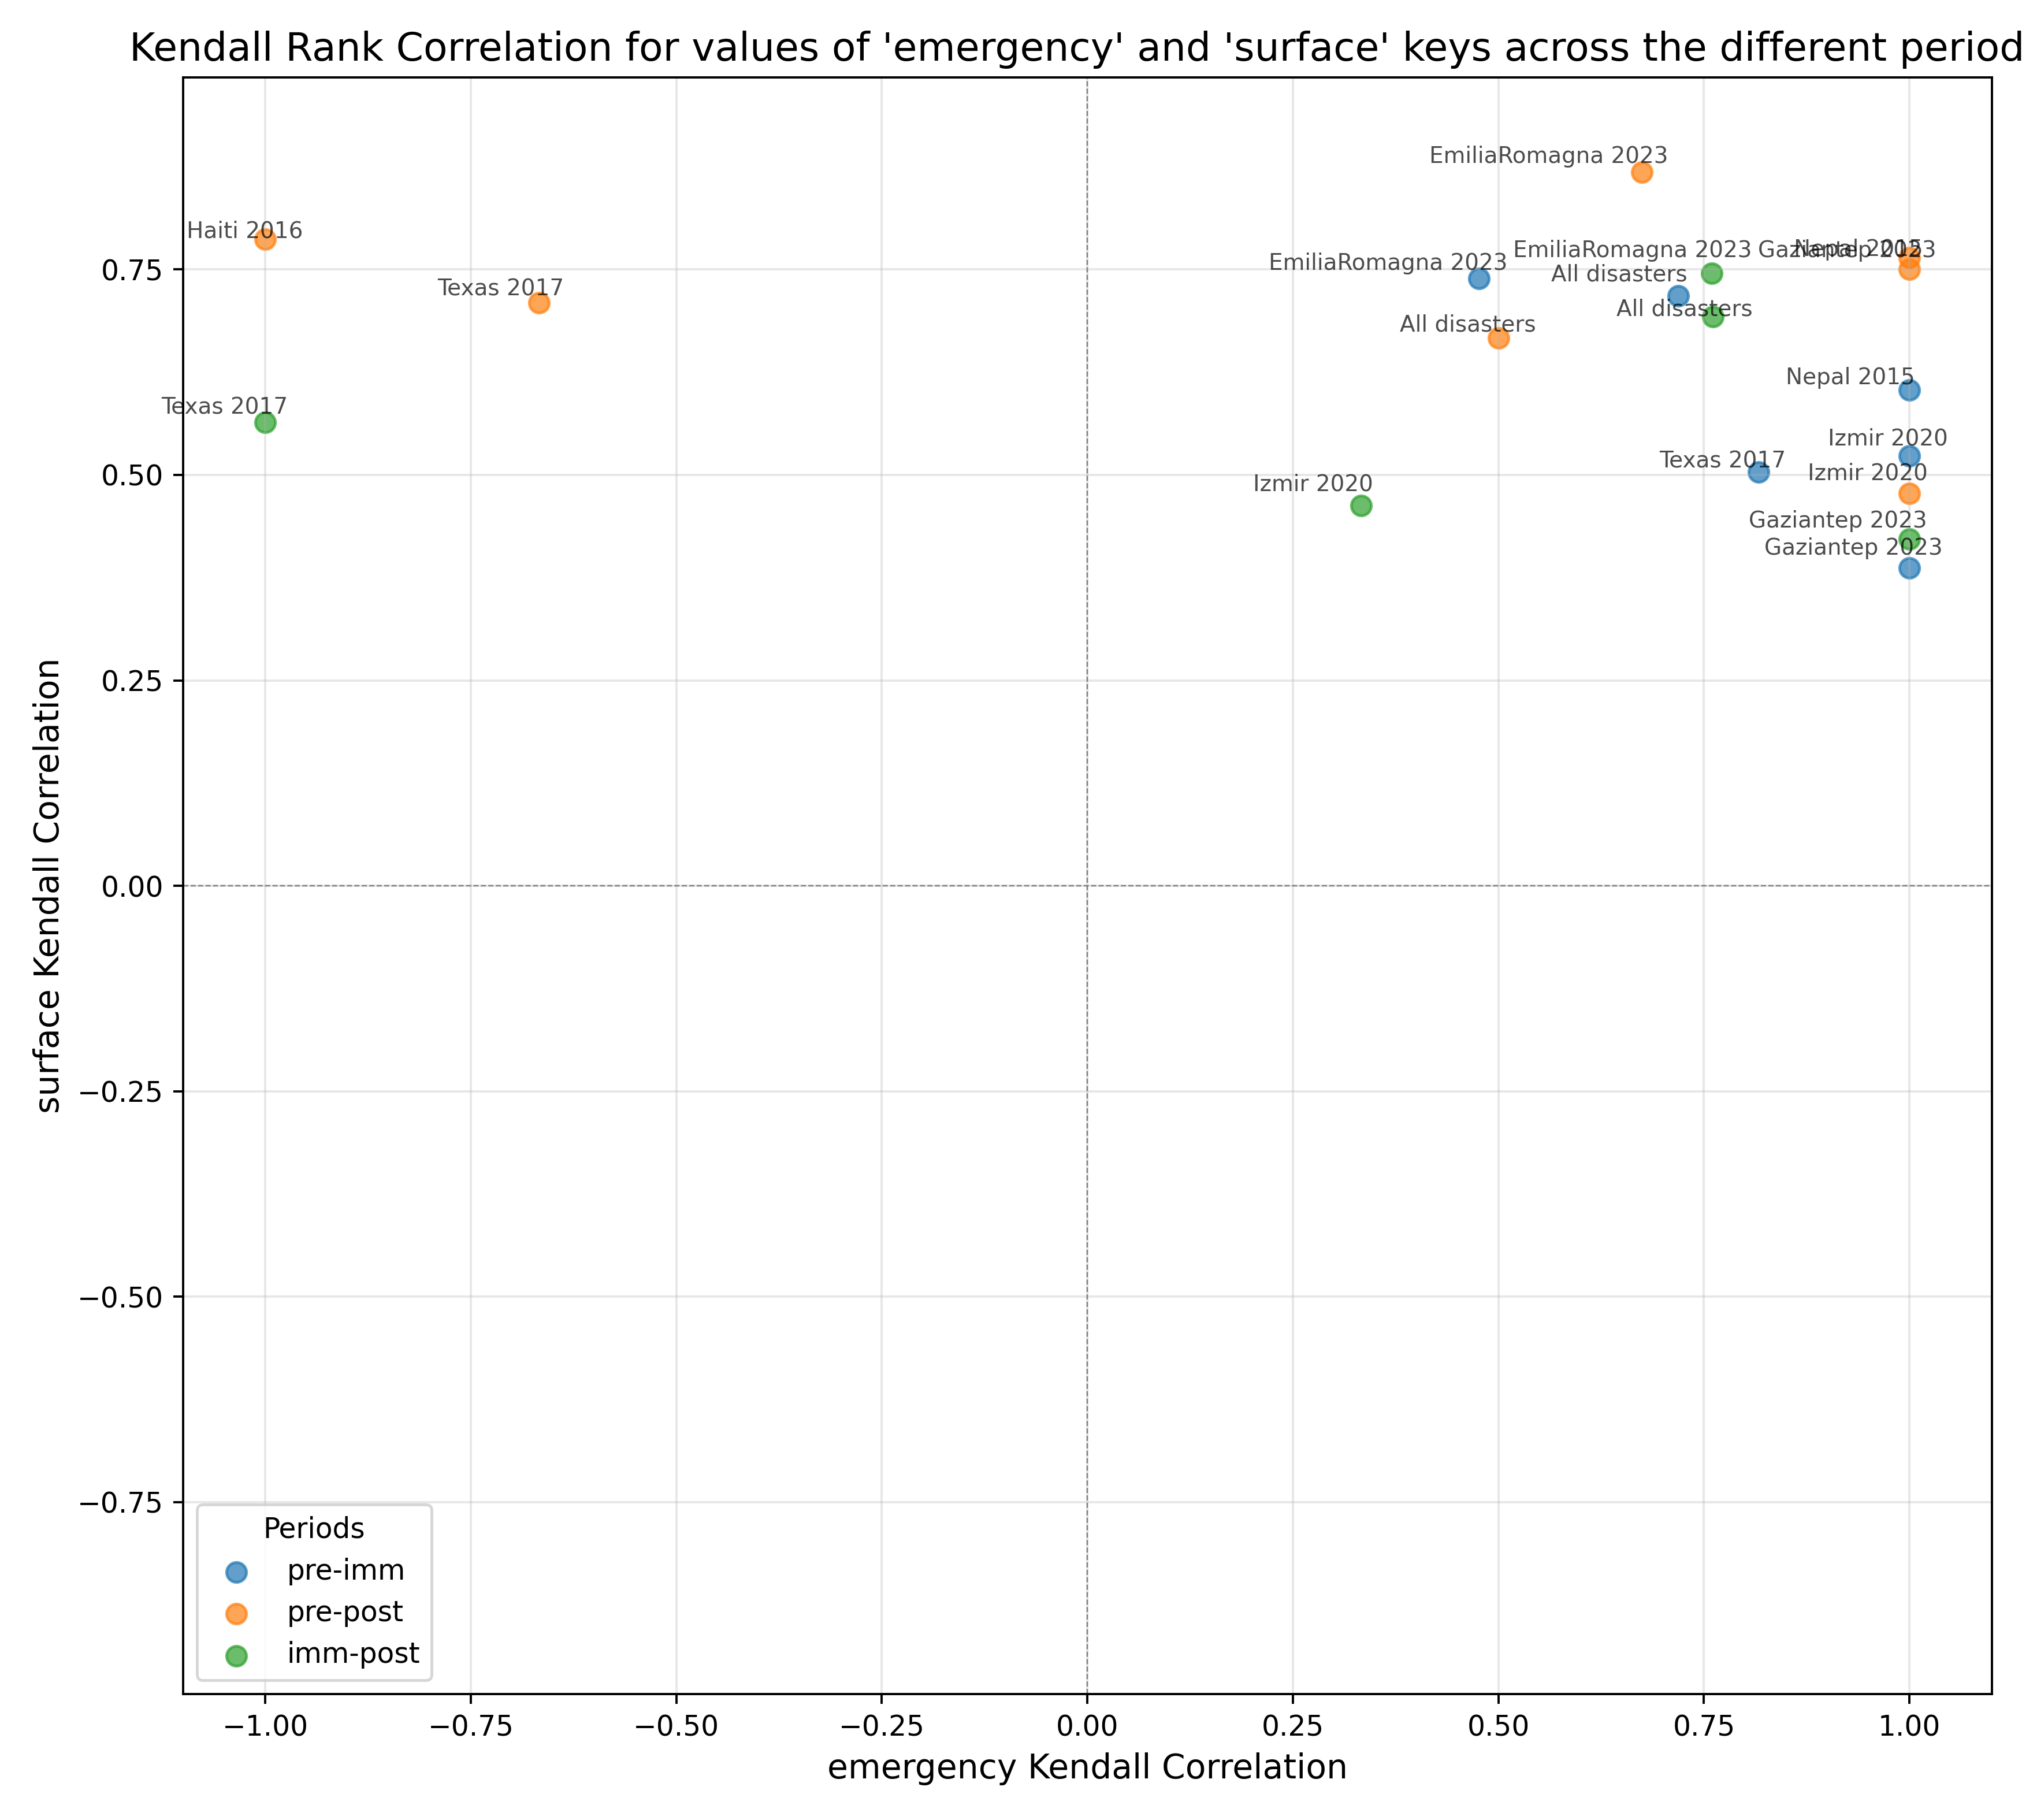 Kendall Rank Correlation for values of 'emergency' and 'surface' keys across the different period
EmiliaRomagna 2023
Haiti 2016
EmiliaRomagna 2023 Gaziantep 2023
Nepal 2015
EmiliaRomagna 2023
All disasters
Texas 2017
All disasters
All disasters
Nepal 2015
Texas 2017
Izmir 2020
Texas 2017
Izmir 2020
Izmir 2020
Gaziantep 2023
Gaziantep 2023
0.75
0.50
0.25
0.00
−0.25
−0.50
−0.75
surface Kendall Correlation
Periods
pre-imm
pre-post
imm-post
−1.00 −0.75 −0.50 −0.25 0.00 0.25 0.50 0.75 1.00
emergency Kendall Correlation